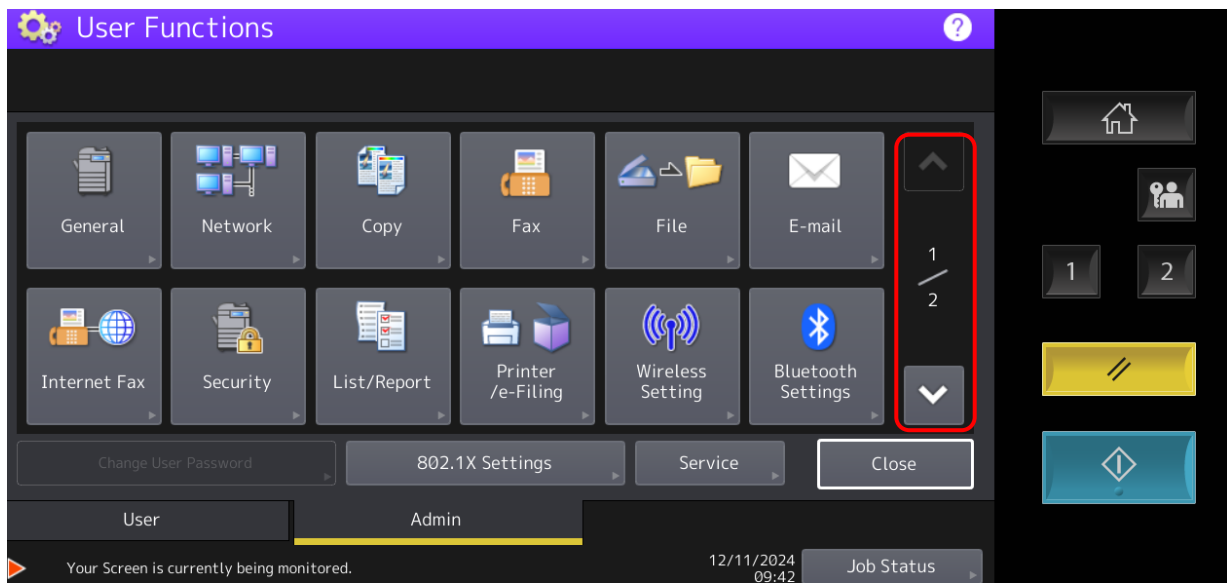 User Functions
?
General
Network
Copy
Fax
File
E-mail
1
2
Internet Fax
Security
List/Report
Printer
/e-Filing
Wireless
Setting
Bluetooth
Settings
Change User Password
802.1X Settings
Service
Close
User
Admin
Your Screen is currently being monitored.
12/11/2024
09:42
Job Status
1
2